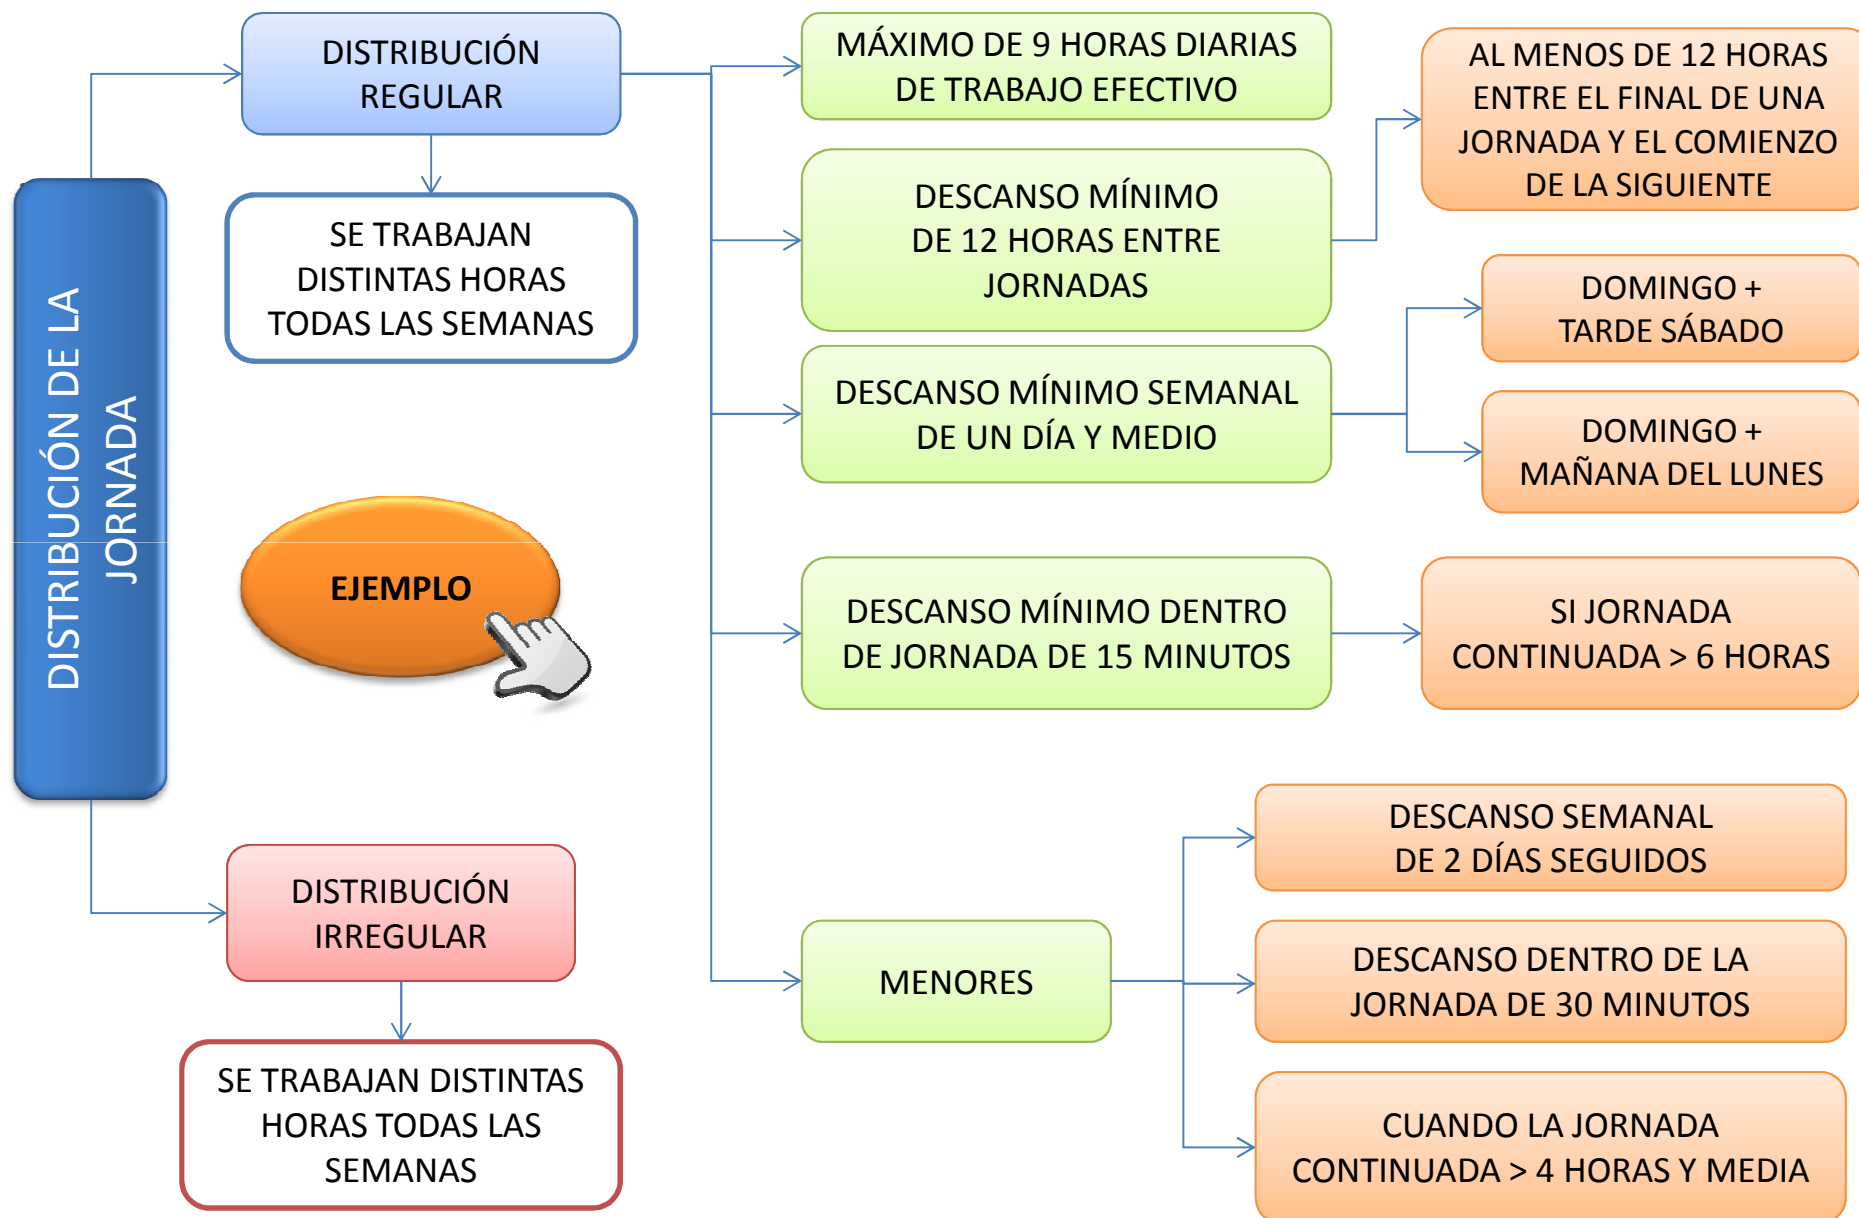 DISTRIBUCIÓN DE LA
JORNADA
DISTRIBUCIÓN
REGULAR
SE TRABAJAN
DISTINTAS HORAS
TODAS LAS SEMANAS
EJEMPLO
DISTRIBUCIÓN
IRREGULAR
SE TRABAJAN DISTINTAS
HORAS TODAS LAS
SEMANAS
MÁXIMO DE 9 HORAS DIARIAS
DE TRABAJO EFECTIVO
DESCANSO MÍNIMO
DE 12 HORAS ENTRE
JORNADAS
AL MENOS DE 12 HORAS
ENTRE EL FINAL DE UNA
JORNADA Y EL COMIENZO
DE LA SIGUIENTE
DESCANSO MÍNIMO SEMANAL
DE UN DÍA Y MEDIO
DOMINGO +
TARDE SÁBADO
DOMINGO +
MAÑANA DEL LUNES
DESCANSO MÍNIMO DENTRO
DE JORNADA DE 15 MINUTOS
SI JORNADA
CONTINUADA > 6 HORAS
MENORES
DESCANSO SEMANAL
DE 2 DÍAS SEGUIDOS
DESCANSO DENTRO DE LA
JORNADA DE 30 MINUTOS
CUANDO LA JORNADA
CONTINUADA > 4 HORAS Y MEDIA